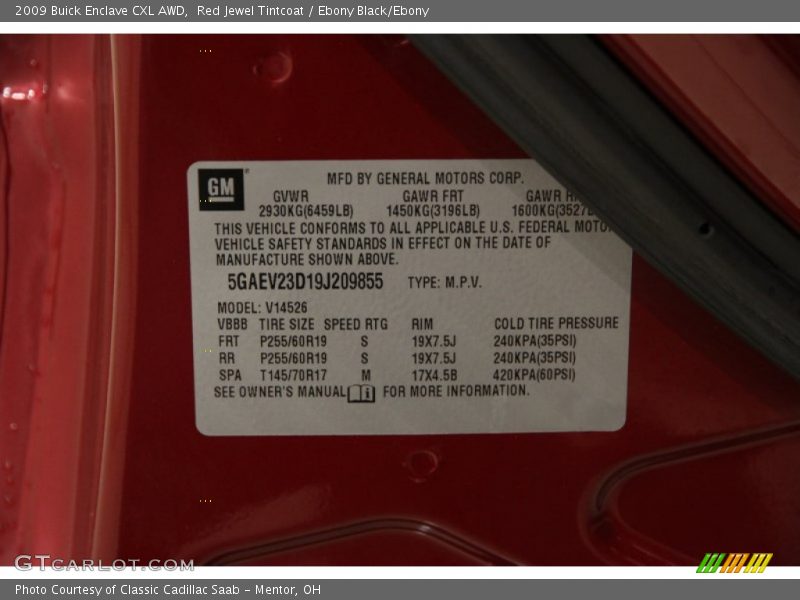 2009 Buick Enclave CXL AWD,  Red Jewel Tintcoat / Ebony Black/Ebony
GM MFD BY GENERAL MOTORS CORP.
GVWR GAWR FRT GAWR
2930KG(6459LB) 1450KG(3196LB) 1600KG(3527
THIS VEHICLE CONFORMS TO ALL APPLICABLE U.S. FEDERAL MOTOR
VEHICLE SAFETY STANDARDS IN EFFECT ON THE DATE OF
MANUFACTURE SHOWN ABOVE.
5GAEV23D19J209855 TYPE: M.P.V.
MODEL: V14526
VBBB TIRE SIZE SPEED RTG RIM COLD TIRE PRESSURE
FRT P255/60R19 S 19X7.5J 240KPA(35PSI)
RR P255/60R19 S 19X7.5J 240KPA(35PSI)
SPA T145/70R17 M 17X4.5B 420KPA(60PSI)
SEE OWNER'S MANUAL i FOR MORE INFORMATION.
GTCARLOT.COM
Photo Courtesy of Classic Cadillac Saab - Mentor, OH